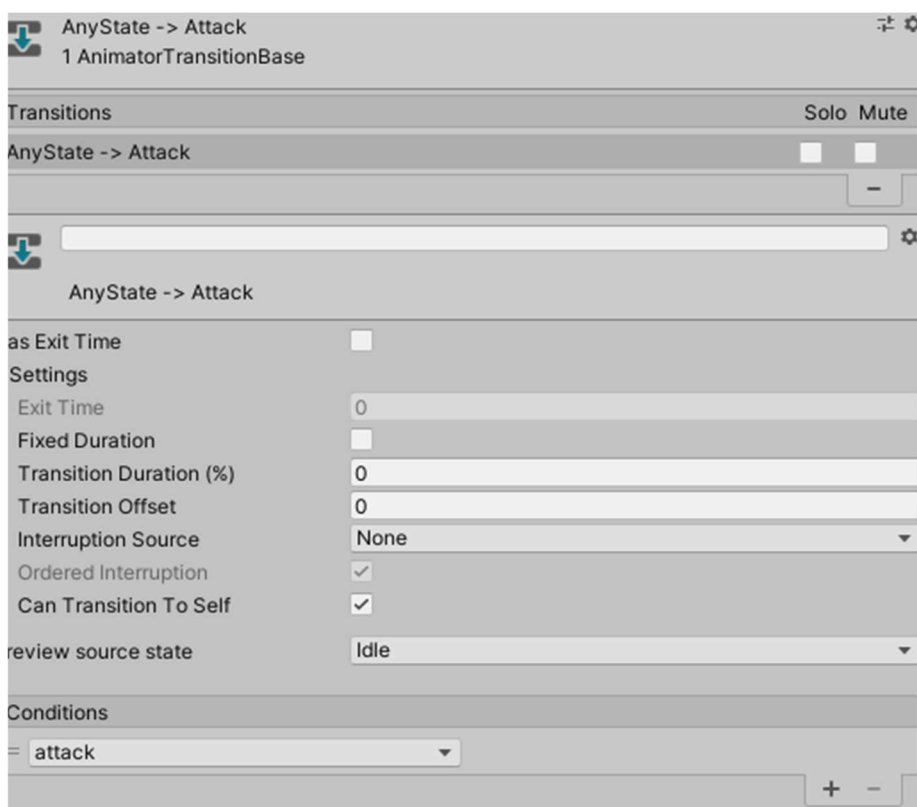 AnyState -> Attack
1 AnimatorTransitionBase
Transitions Solo Mute
AnyState -> Attack
AnyState -> Attack
as Exit Time
Settings
Exit Time 0
Fixed Duration
Transition Duration (%) 0
Transition Offset 0
Interruption Source None
Ordered Interruption
Can Transition To Self
review source state Idle
Conditions
= attack